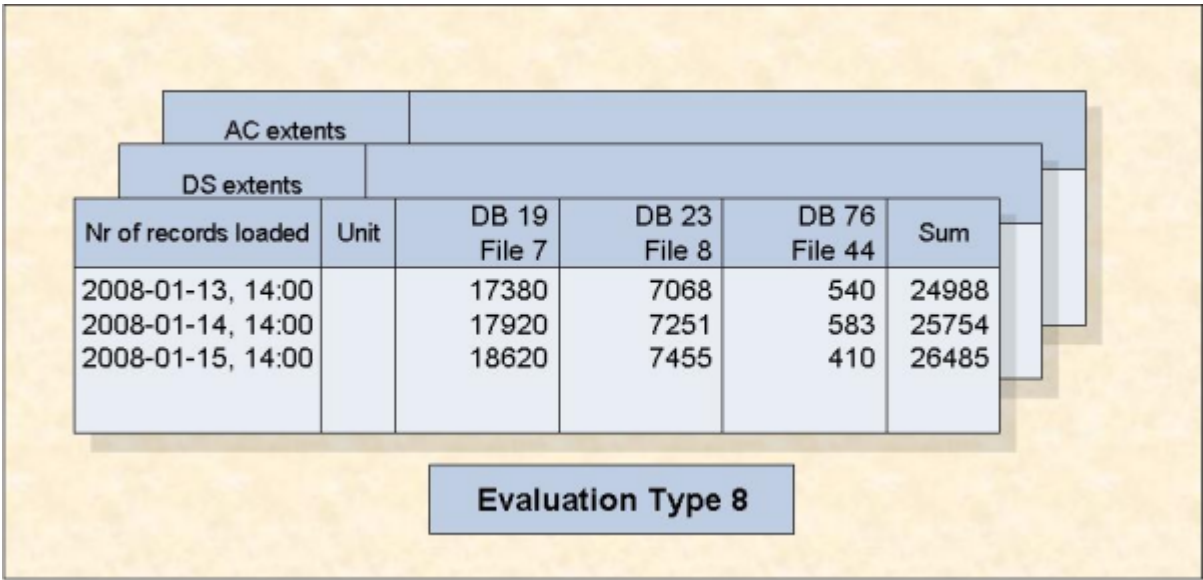 AC extents
DS extents
Nr of records loaded Unit DB 19 File 7 DB 23 File 8 DB 76 File 44 Sum
2008-01-13, 14:00 17380 7068 540 24988
2008-01-14, 14:00 17920 7251 583 25754
2008-01-15, 14:00 18620 7455 410 26485
Evaluation Type 8